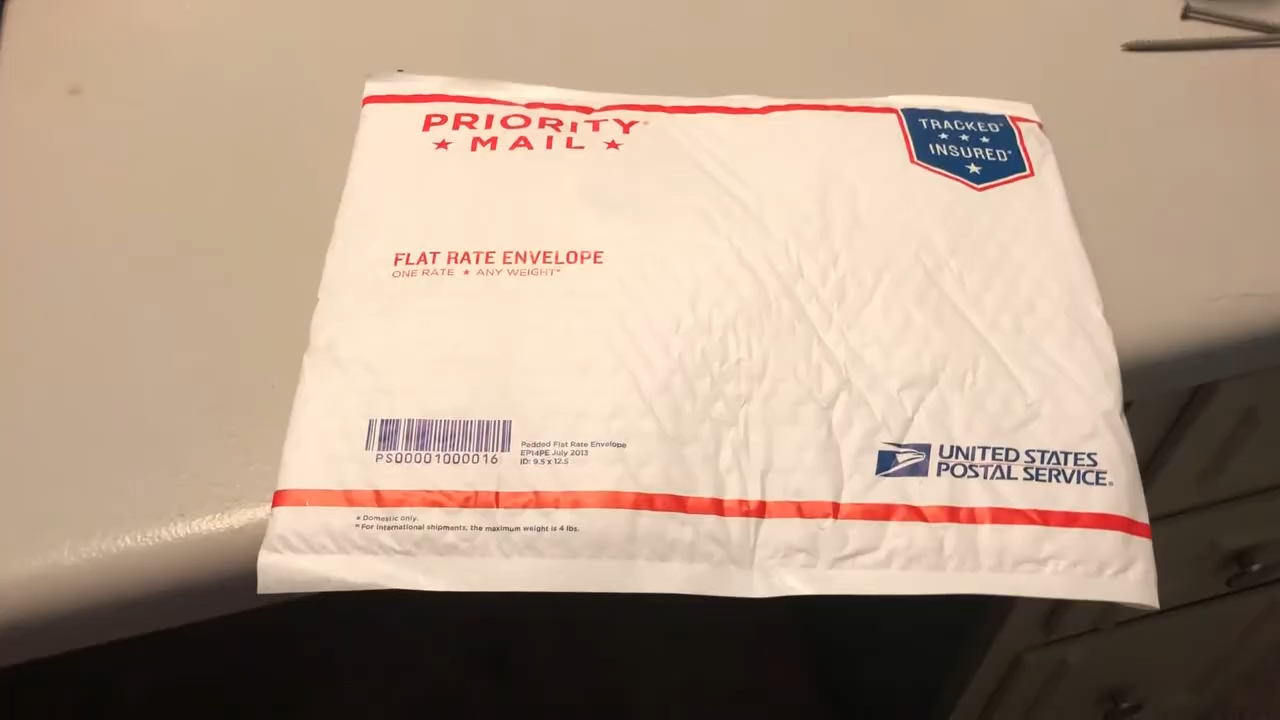 PRIORITY®
★ MAIL ★
TRACKED®
★ ★ ★
INSURED®
★
FLAT RATE ENVELOPE
ONE RATE ★ ANY WEIGHT*
PS00001000016
Padded Flat Rate Envelope
EP14PE July 2013
ID: 9.5 x 12.5
UNITED STATES
POSTAL SERVICE®
* Domestic only.
** For international shipments, the maximum weight is 4 lbs.